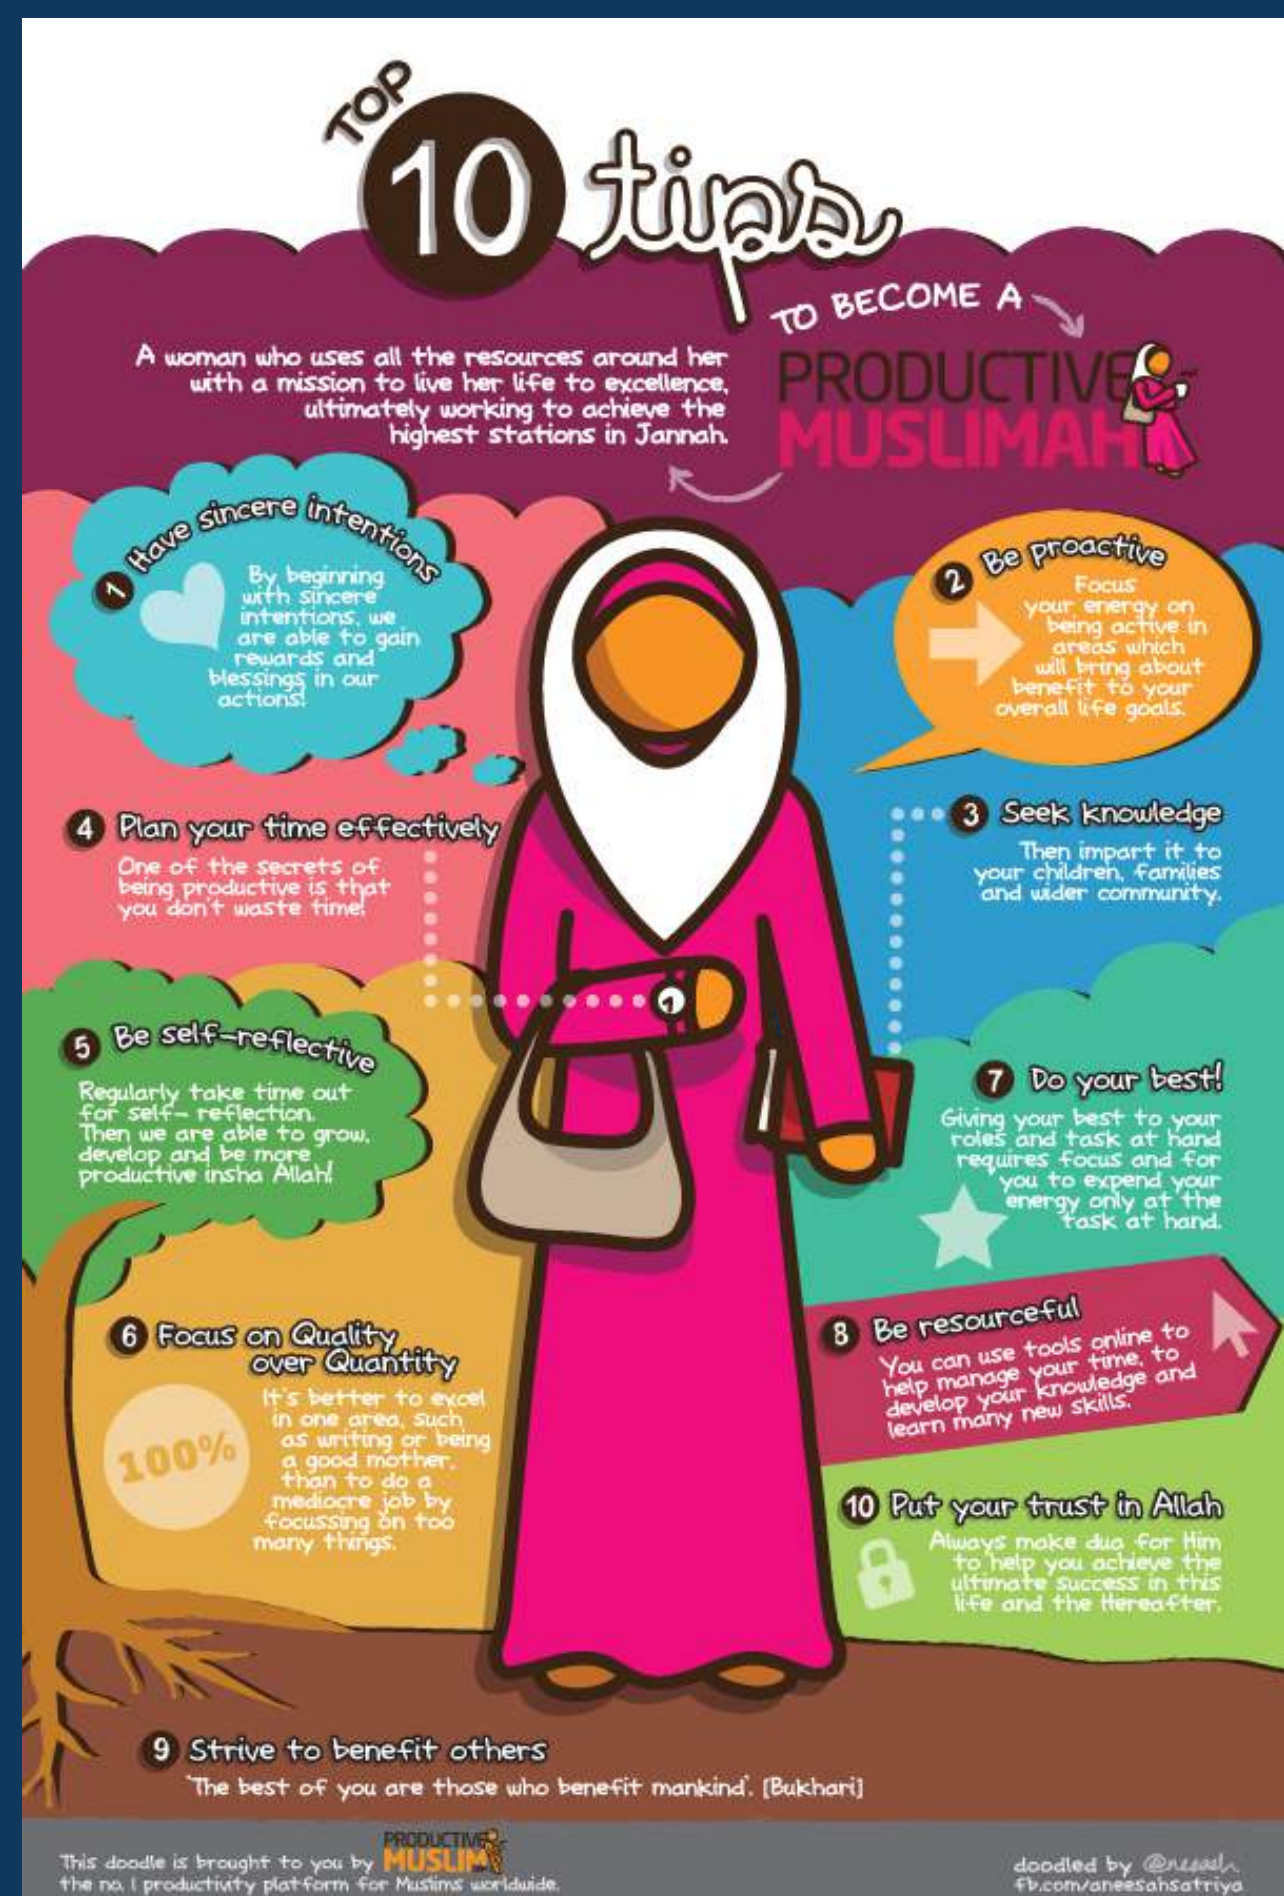 TOP
10 tips
TO BECOME A
PRODUCTIVE
MUSLIMAH
A woman who uses all the resources around her
with a mission to live her life to excellence,
ultimately working to achieve the
highest stations in Jannah.
1 Have sincere intentions
By beginning
with sincere
intentions, we
are able to gain
rewards and
blessings in our
actions!
2 Be proactive
Focus
your energy on
being active in
areas which
will bring about
benefit to your
overall life goals.
3 Seek knowledge
Then impart it to
your children, families
and wider community.
4 Plan your time effectively
One of the secrets of
being productive is that
you don't waste time!
5 Be self-reflective
Regularly take time out
for self- reflection.
Then we are able to grow,
develop and be more
productive insha Allah!
6 Focus on Quality
over Quantity
100%
It's better to excel
in one area, such
as writing or being
a good mother,
than to do a
mediocre job by
focussing on too
many things.
7 Do your best!
Giving your best to your
roles and task at hand
requires focus and for
you to expend your
energy only at the
task at hand.
8 Be resourceful
You can use tools online to
help manage your time, to
develop your knowledge and
learn many new skills.
10 Put your trust in Allah
Always make dua for Him
to help you achieve the
ultimate success in this
life and the Hereafter.
9 Strive to benefit others
'The best of you are those who benefit mankind'. [Bukhari]
This doodle is brought to you by PRODUCTIVE MUSLIM
the no. 1 productivity platform for Muslims worldwide.
doodled by @neesah
fb.com/aneesahsatriya